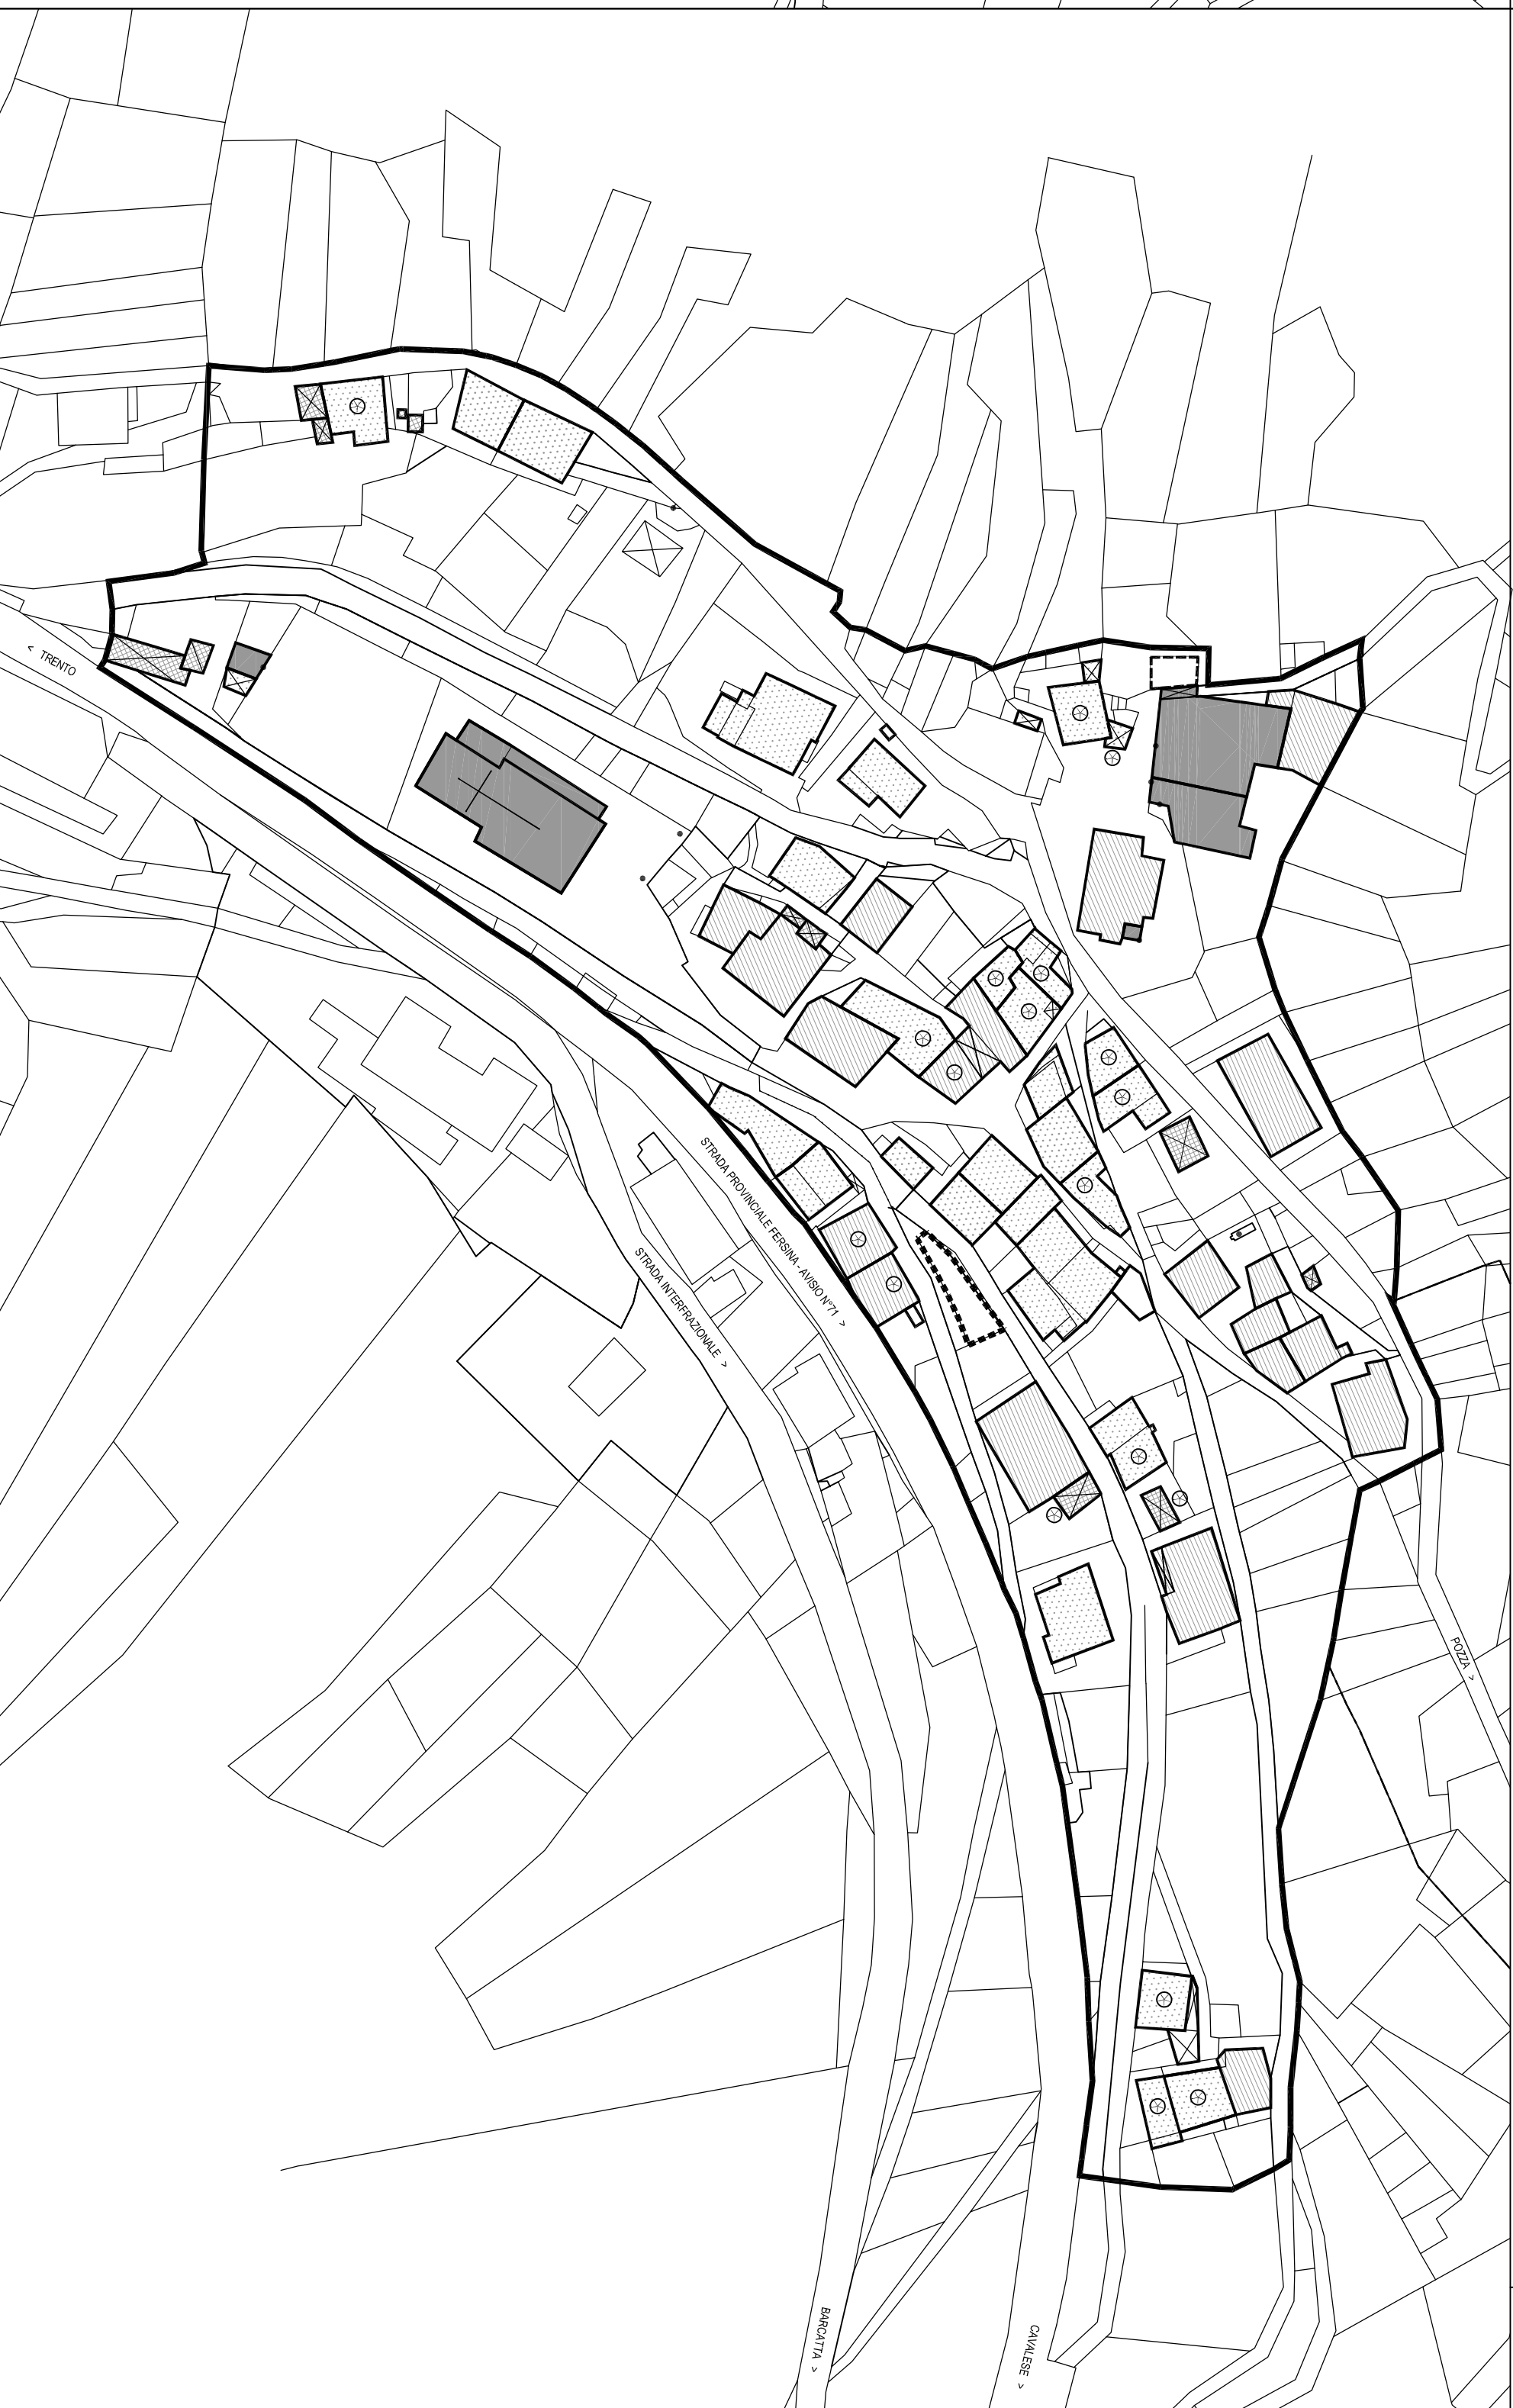 < TRENTO
STRADA PROVINCIALE FERSINA - AVISIO N°71 >
STRADA INTERFRAZIONALE >
POZZA >
BARCATTA >
CAVALESE >